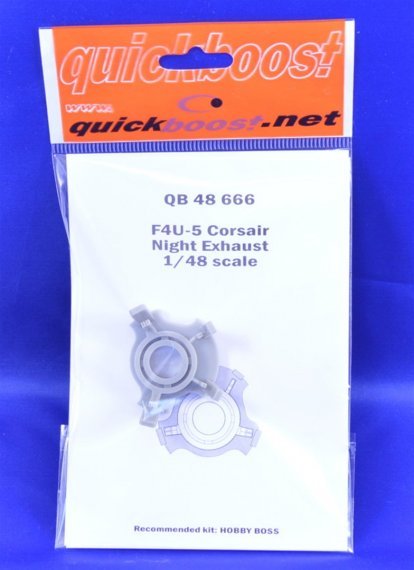 quickboost
www.
quickboost.net
QB 48 666
F4U-5 Corsair
Night Exhaust
1/48 scale
Recommended kit: HOBBY BOSS